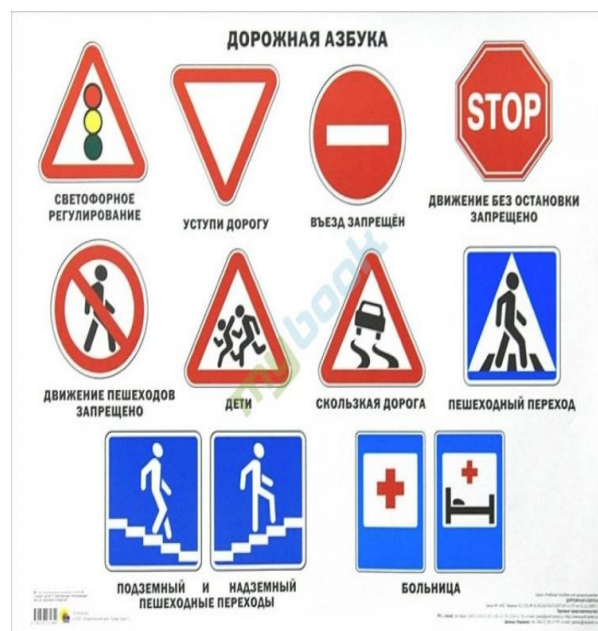 ДОРОЖНАЯ АЗБУКА
STOP
СВЕТОФОРНОЕ
РЕГУЛИРОВАНИЕ
УСТУПИ ДОРОГУ
ВЪЕЗД ЗАПРЕЩЁН
ДВИЖЕНИЕ БЕЗ ОСТАНОВКИ
ЗАПРЕЩЕНО
mybook
ДВИЖЕНИЕ ПЕШЕХОДОВ
ЗАПРЕЩЕНО
ДЕТИ
СКОЛЬЗКАЯ ДОРОГА
ПЕШЕХОДНЫЙ ПЕРЕХОД
ПОДЗЕМНЫЙ И НАДЗЕМНЫЙ
ПЕШЕХОДНЫЕ ПЕРЕХОДЫ
БОЛЬНИЦА